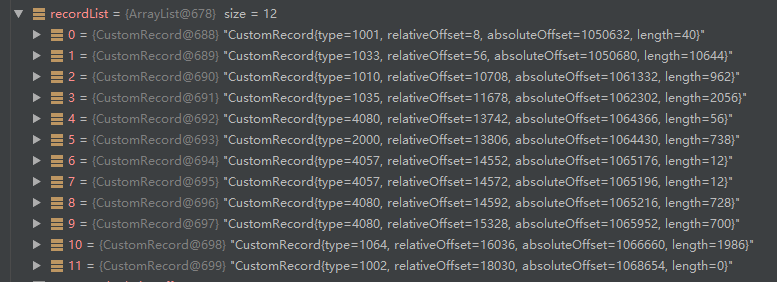 recordList = {ArrayList@678} size = 12
0 = {CustomRecord@688} "CustomRecord{type=1001, relativeOffset=8, absoluteOffset=1050632, length=40}"
1 = {CustomRecord@689} "CustomRecord{type=1033, relativeOffset=56, absoluteOffset=1050680, length=10644}"
2 = {CustomRecord@690} "CustomRecord{type=1010, relativeOffset=10708, absoluteOffset=1061332, length=962}"
3 = {CustomRecord@691} "CustomRecord{type=1035, relativeOffset=11678, absoluteOffset=1062302, length=2056}"
4 = {CustomRecord@692} "CustomRecord{type=4080, relativeOffset=13742, absoluteOffset=1064366, length=56}"
5 = {CustomRecord@693} "CustomRecord{type=2000, relativeOffset=13806, absoluteOffset=1064430, length=738}"
6 = {CustomRecord@694} "CustomRecord{type=4057, relativeOffset=14552, absoluteOffset=1065176, length=12}"
7 = {CustomRecord@695} "CustomRecord{type=4057, relativeOffset=14572, absoluteOffset=1065196, length=12}"
8 = {CustomRecord@696} "CustomRecord{type=4080, relativeOffset=14592, absoluteOffset=1065216, length=728}"
9 = {CustomRecord@697} "CustomRecord{type=4080, relativeOffset=15328, absoluteOffset=1065952, length=700}"
10 = {CustomRecord@698} "CustomRecord{type=1064, relativeOffset=16036, absoluteOffset=1066660, length=1986}"
11 = {CustomRecord@699} "CustomRecord{type=1002, relativeOffset=18030, absoluteOffset=1068654, length=0}"